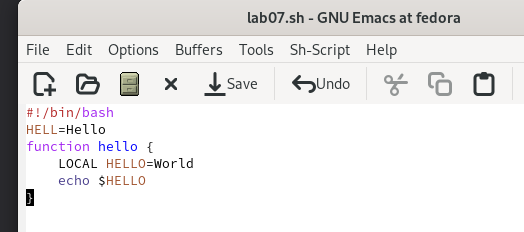 lab07.sh - GNU Emacs at fedora
File Edit Options Buffers Tools Sh-Script Help
Save Undo
#!/bin/bash
HELL=Hello
function hello {
    LOCAL HELLO=World
    echo $HELLO
}